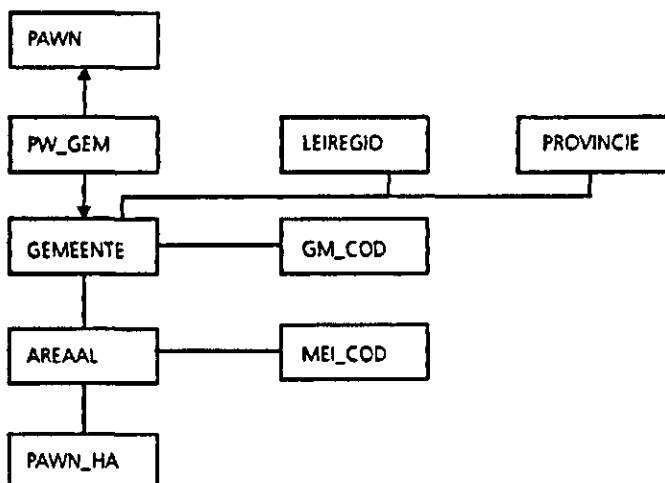 PAWN
PW_GEM
LEIREGIO
PROVINCIE
GEMEENTE
GM_COD
AREAAL
MEI_COD
PAWN_HA